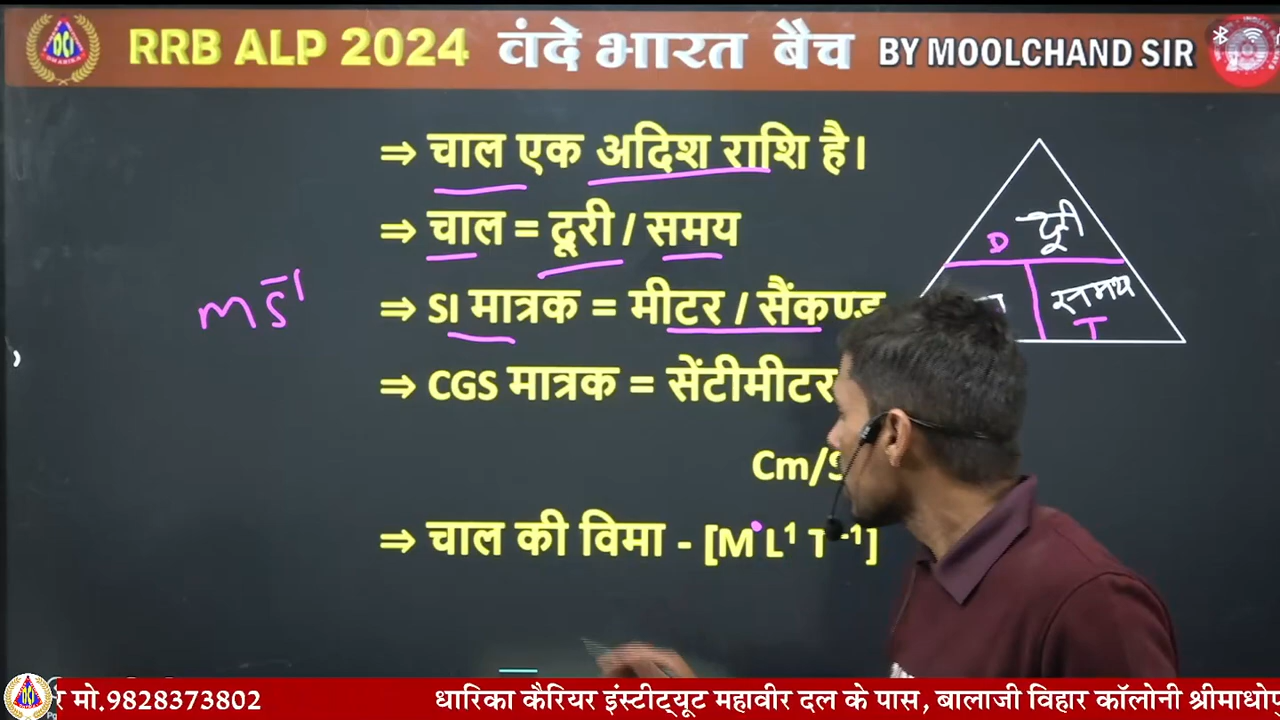 RRB ALP 2024 वंदे भारत बैच BY MOOLCHAND SIR
DCI
⇒ चाल एक अदिश राशि है।
⇒ चाल = दूरी / समय
⇒ SI मात्रक = मीटर / सैंकण्ड
⇒ CGS मात्रक = सेंटीमीटर
Cm/S
⇒ चाल की विमा - [M L¹ T⁻¹]
mS⁻¹
D दूरी
समय
T
र मो.9828373802 धारिका कैरियर इंस्टीट्यूट महावीर दल के पास, बालाजी विहार कॉलोनी श्रीमाधोपु